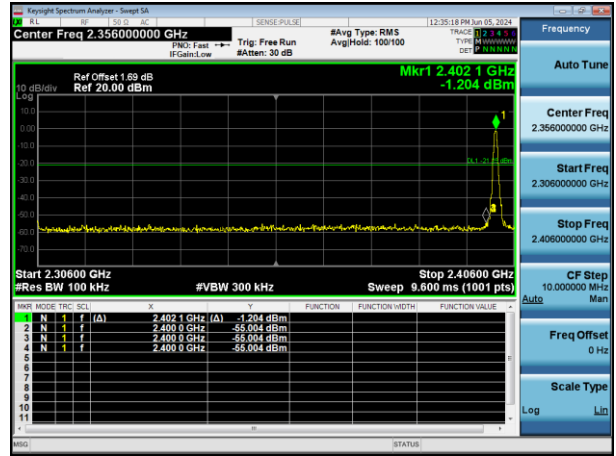 Keysight Spectrum Analyzer - Swept SA
RL RF 50 Ω AC SENSE:PULSE 12:35:18 PM Jun 05, 2024
Center Freq 2.356000000 GHz #Avg Type: RMS TRACE 1 2 3 4 5 6 Frequency
PNO: Fast Trig: Free Run Avg|Hold: 100/100 TYPE M WWWWW
IFGain:Low #Atten: 30 dB DET P N N N N N
Auto Tune
Mkr1 2.402 1 GHz
Ref Offset 1.69 dB
10 dB/div Ref 20.00 dBm -1.204 dBm
Log
10.0
1
Center Freq
2.356000000 GHz
0.00
-10.0
-20.0
Start Freq
2.306000000 GHz
-30.0
-40.0
-50.0
3
Stop Freq
2.406000000 GHz
-60.0
-70.0
Start 2.30600 GHz Stop 2.40600 GHz
#Res BW 100 kHz #VBW 300 kHz Sweep 9.600 ms (1001 pts)
CF Step
10.000000 MHz
Auto Man
MKR MODE TRC SCL X Y FUNCTION FUNCTION WIDTH FUNCTION VALUE
1 N 1 f (Δ) 2.402 1 GHz (Δ) -1.204 dBm
2 N 1 f 2.400 0 GHz -55.004 dBm
3 N 1 f 2.400 0 GHz -55.004 dBm
4 N 1 f 2.400 0 GHz -55.004 dBm
5
6
7
8
9
10
11
Freq Offset
0 Hz
Scale Type
Log Lin
MSG STATUS